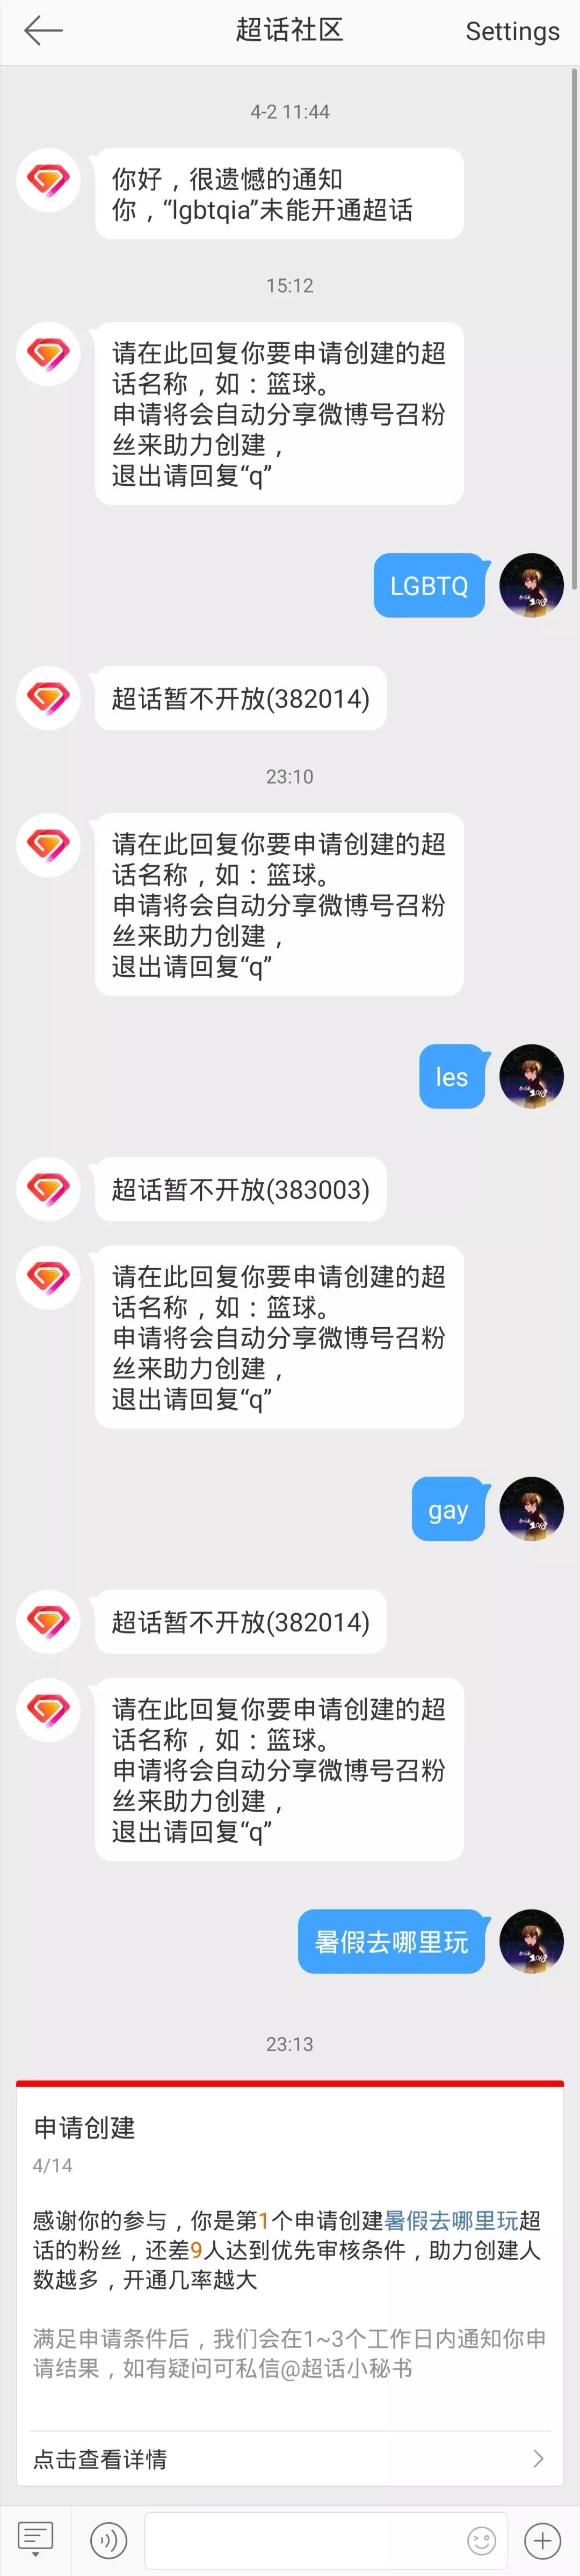 超话社区
Settings
4-2 11:44
你好，很遗憾的通知
你，“lgbtqia”未能开通超话
15:12
请在此回复你要申请创建的超
话名称，如：篮球。
申请将会自动分享微博号召粉
丝来助力创建，
退出请回复“q”
LGBTQ
超话暂不开放(382014)
23:10
请在此回复你要申请创建的超
话名称，如：篮球。
申请将会自动分享微博号召粉
丝来助力创建，
退出请回复“q”
les
超话暂不开放(383003)
请在此回复你要申请创建的超
话名称，如：篮球。
申请将会自动分享微博号召粉
丝来助力创建，
退出请回复“q”
gay
超话暂不开放(382014)
请在此回复你要申请创建的超
话名称，如：篮球。
申请将会自动分享微博号召粉
丝来助力创建，
退出请回复“q”
暑假去哪里玩
23:13
申请创建
4/14
感谢你的参与，你是第1个申请创建暑假去哪里玩超
话的粉丝，还差9人达到优先审核条件，助力创建人
数越多，开通几率越大
满足申请条件后，我们会在1~3个工作日内通知你申
请结果，如有疑问可私信@超话小秘书
点击查看详情